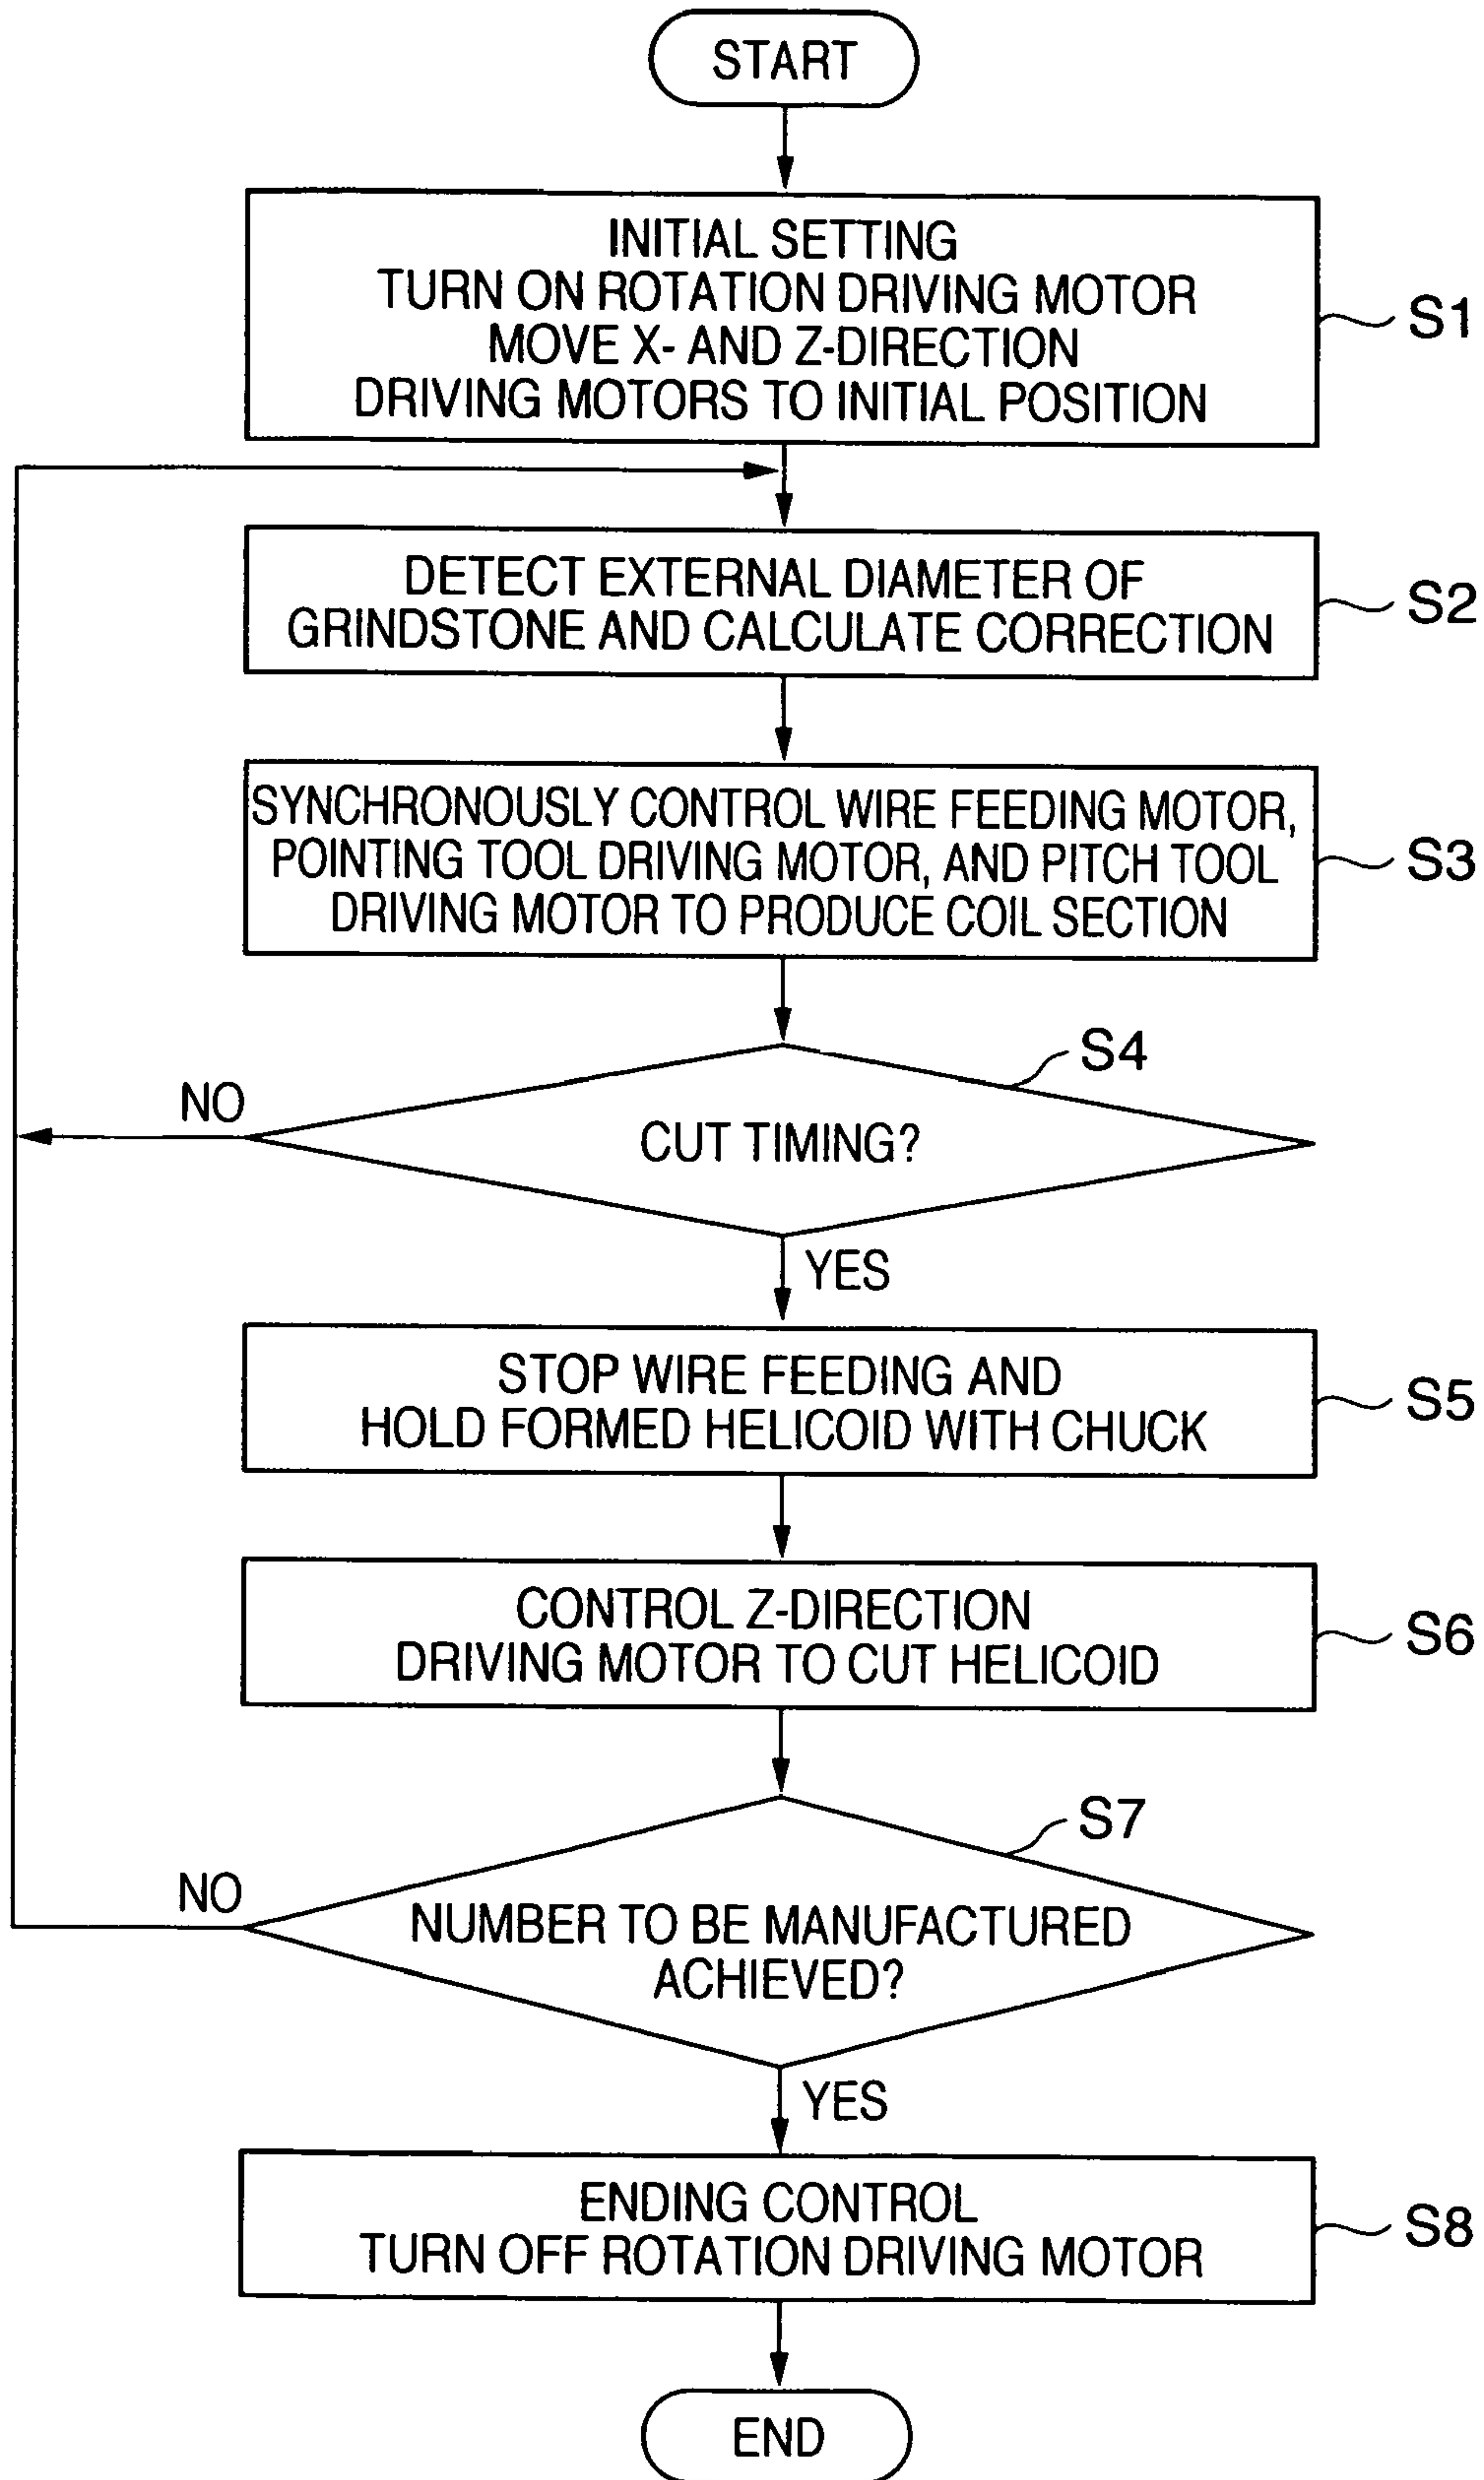 START
INITIAL SETTING
TURN ON ROTATION DRIVING MOTOR
MOVE X- AND Z-DIRECTION
DRIVING MOTORS TO INITIAL POSITION
S1
DETECT EXTERNAL DIAMETER OF
GRINDSTONE AND CALCULATE CORRECTION
S2
SYNCHRONOUSLY CONTROL WIRE FEEDING MOTOR,
POINTING TOOL DRIVING MOTOR, AND PITCH TOOL
DRIVING MOTOR TO PRODUCE COIL SECTION
S3
S4
NO
CUT TIMING?
YES
STOP WIRE FEEDING AND
HOLD FORMED HELICOID WITH CHUCK
S5
CONTROL Z-DIRECTION
DRIVING MOTOR TO CUT HELICOID
S6
S7
NO
NUMBER TO BE MANUFACTURED
ACHIEVED?
YES
ENDING CONTROL
TURN OFF ROTATION DRIVING MOTOR
S8
END